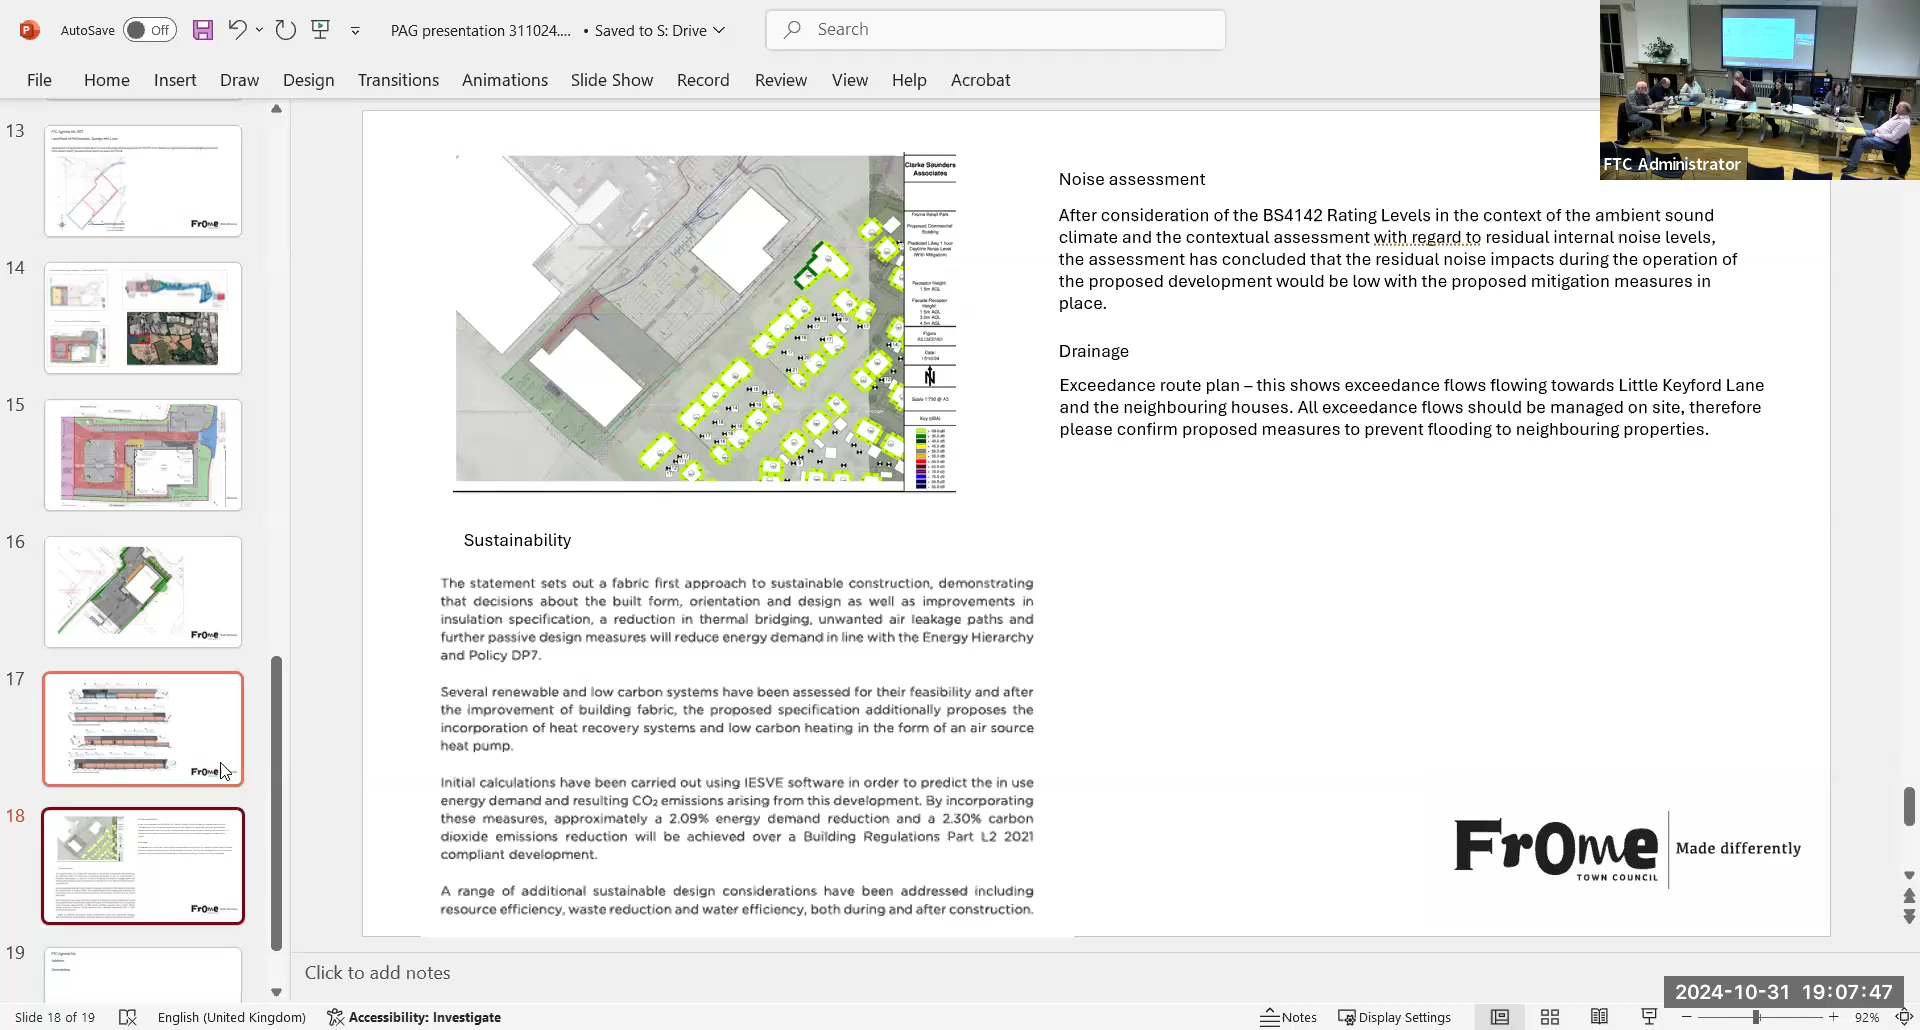 AutoSave
Off
PAG presentation 311024.... • Saved to S: Drive
Search
File Home Insert Draw Design Transitions Animations Slide Show Record Review View Help Acrobat
FTC Administrator
13
14
15
16
17
18
19
Clarke Saunders
Associates
Frome Retail Park
Proposed Commercial
Building
Receptor Height:
1.5m AGL
Figure
Date:
N
Noise assessment
After consideration of the BS4142 Rating Levels in the context of the ambient sound
climate and the contextual assessment with regard to residual internal noise levels,
the assessment has concluded that the residual noise impacts during the operation of
the proposed development would be low with the proposed mitigation measures in
place.
Drainage
Exceedance route plan – this shows exceedance flows flowing towards Little Keyford Lane
and the neighbouring houses. All exceedance flows should be managed on site, therefore
please confirm proposed measures to prevent flooding to neighbouring properties.
Sustainability
The statement sets out a fabric first approach to sustainable construction, demonstrating
that decisions about the built form, orientation and design as well as improvements in
insulation specification, a reduction in thermal bridging, unwanted air leakage paths and
further passive design measures will reduce energy demand in line with the Energy Hierarchy
and Policy DP7.
Several renewable and low carbon systems have been assessed for their feasibility and after
the improvement of building fabric, the proposed specification additionally proposes the
incorporation of heat recovery systems and low carbon heating in the form of an air source
heat pump.
Initial calculations have been carried out using IESVE software in order to predict the in use
energy demand and resulting CO₂ emissions arising from this development. By incorporating
these measures, approximately a 2.09% energy demand reduction and a 2.30% carbon
dioxide emissions reduction will be achieved over a Building Regulations Part L2 2021
compliant development.
A range of additional sustainable design considerations have been addressed including
resource efficiency, waste reduction and water efficiency, both during and after construction.
Frome
TOWN COUNCIL
Made differently
Click to add notes
2024-10-31 19:07:47
Slide 18 of 19 English (United Kingdom) Accessibility: Investigate Notes Display Settings 92%